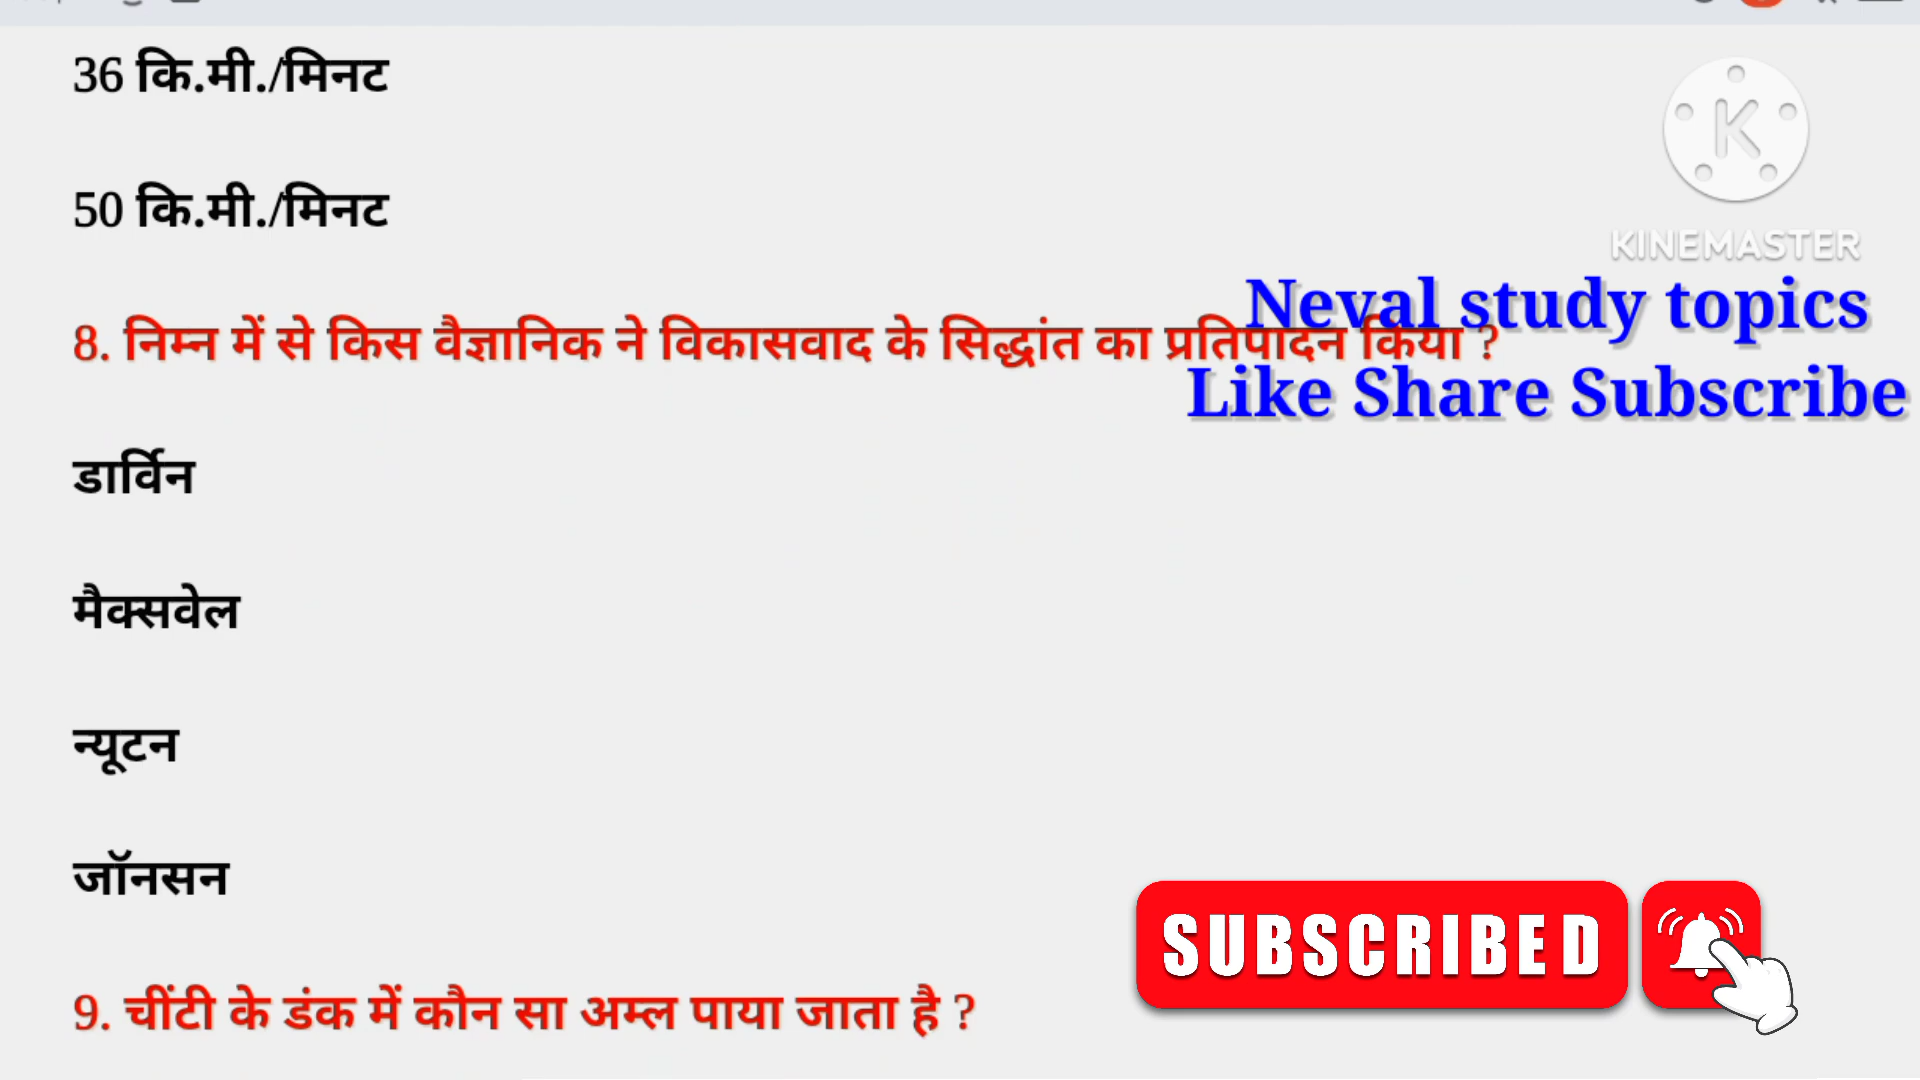 36 कि.मी./मिनट
50 कि.मी./मिनट
KINEMASTER
Neval study topics
8. निम्न में से किस वैज्ञानिक ने विकासवाद के सिद्धांत का प्रतिपादन किया ?
Like Share Subscribe
डार्विन
मैक्सवेल
न्यूटन
जॉनसन
SUBSCRIBED
9. चींटी के डंक में कौन सा अम्ल पाया जाता है ?